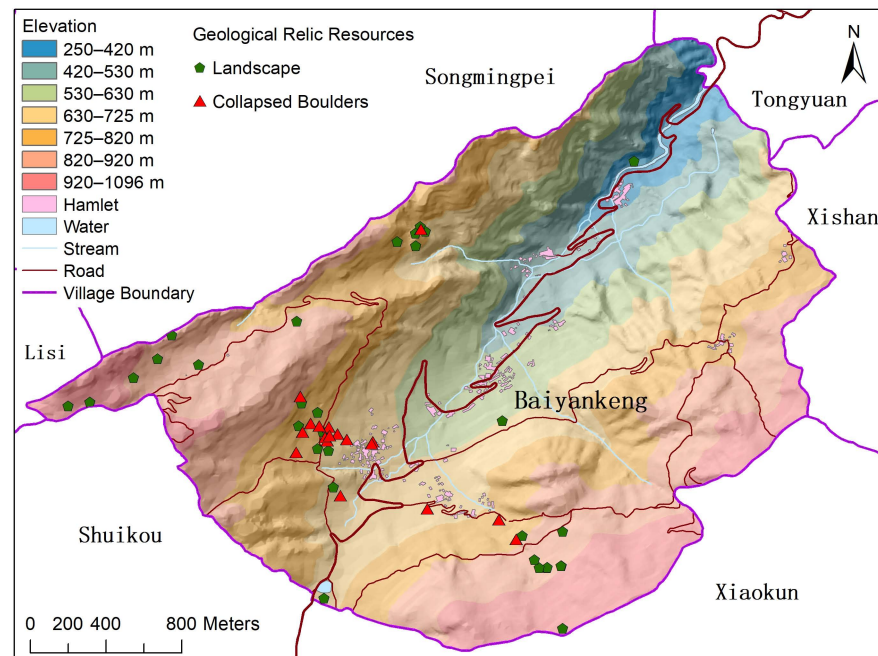 Elevation
250–420 m
420–530 m
530–630 m
630–725 m
725–820 m
820–920 m
920–1096 m
Hamlet
Water
Stream
Road
Village Boundary
Geological Relic Resources
Landscape
Collapsed Boulders
N
Songmingpei
Tongyuan
Xishan
Lisi
Baiyankeng
Shuikou
Xiaokun
0 200 400 800 Meters